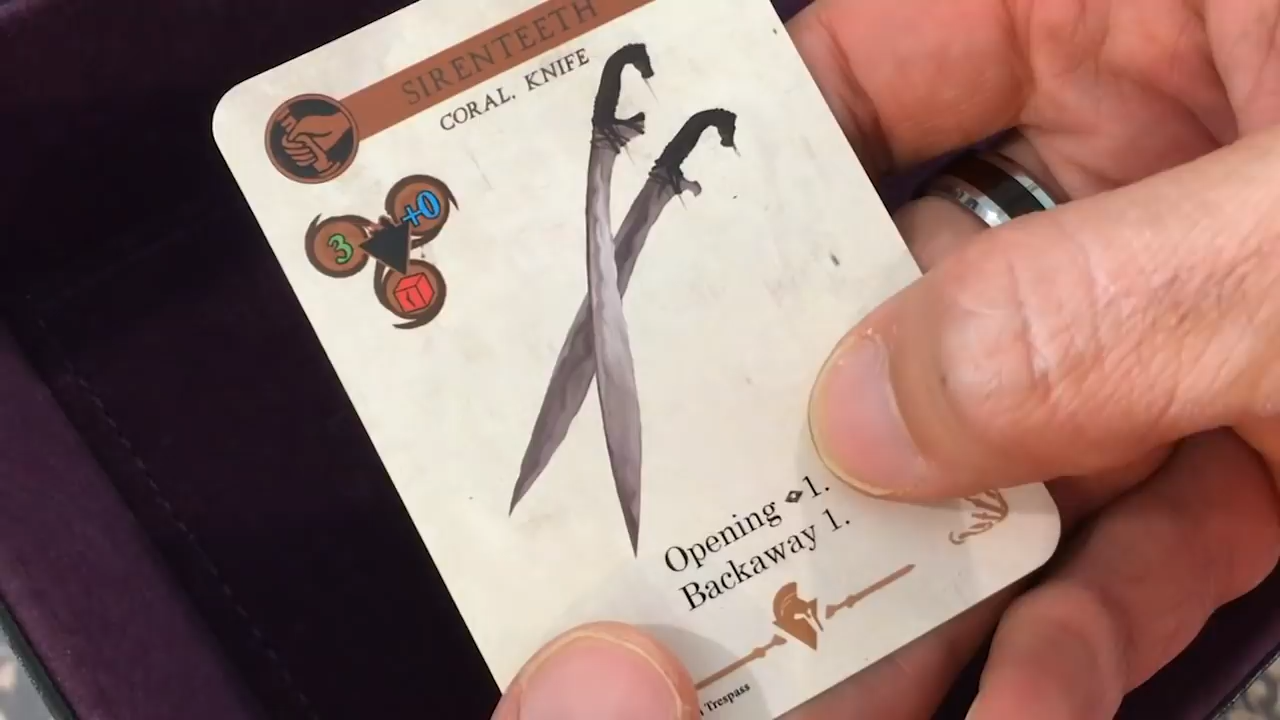 SIRENTEETH
CORAL. KNIFE
+0
3
Opening 1.
Backaway 1.
Trespass